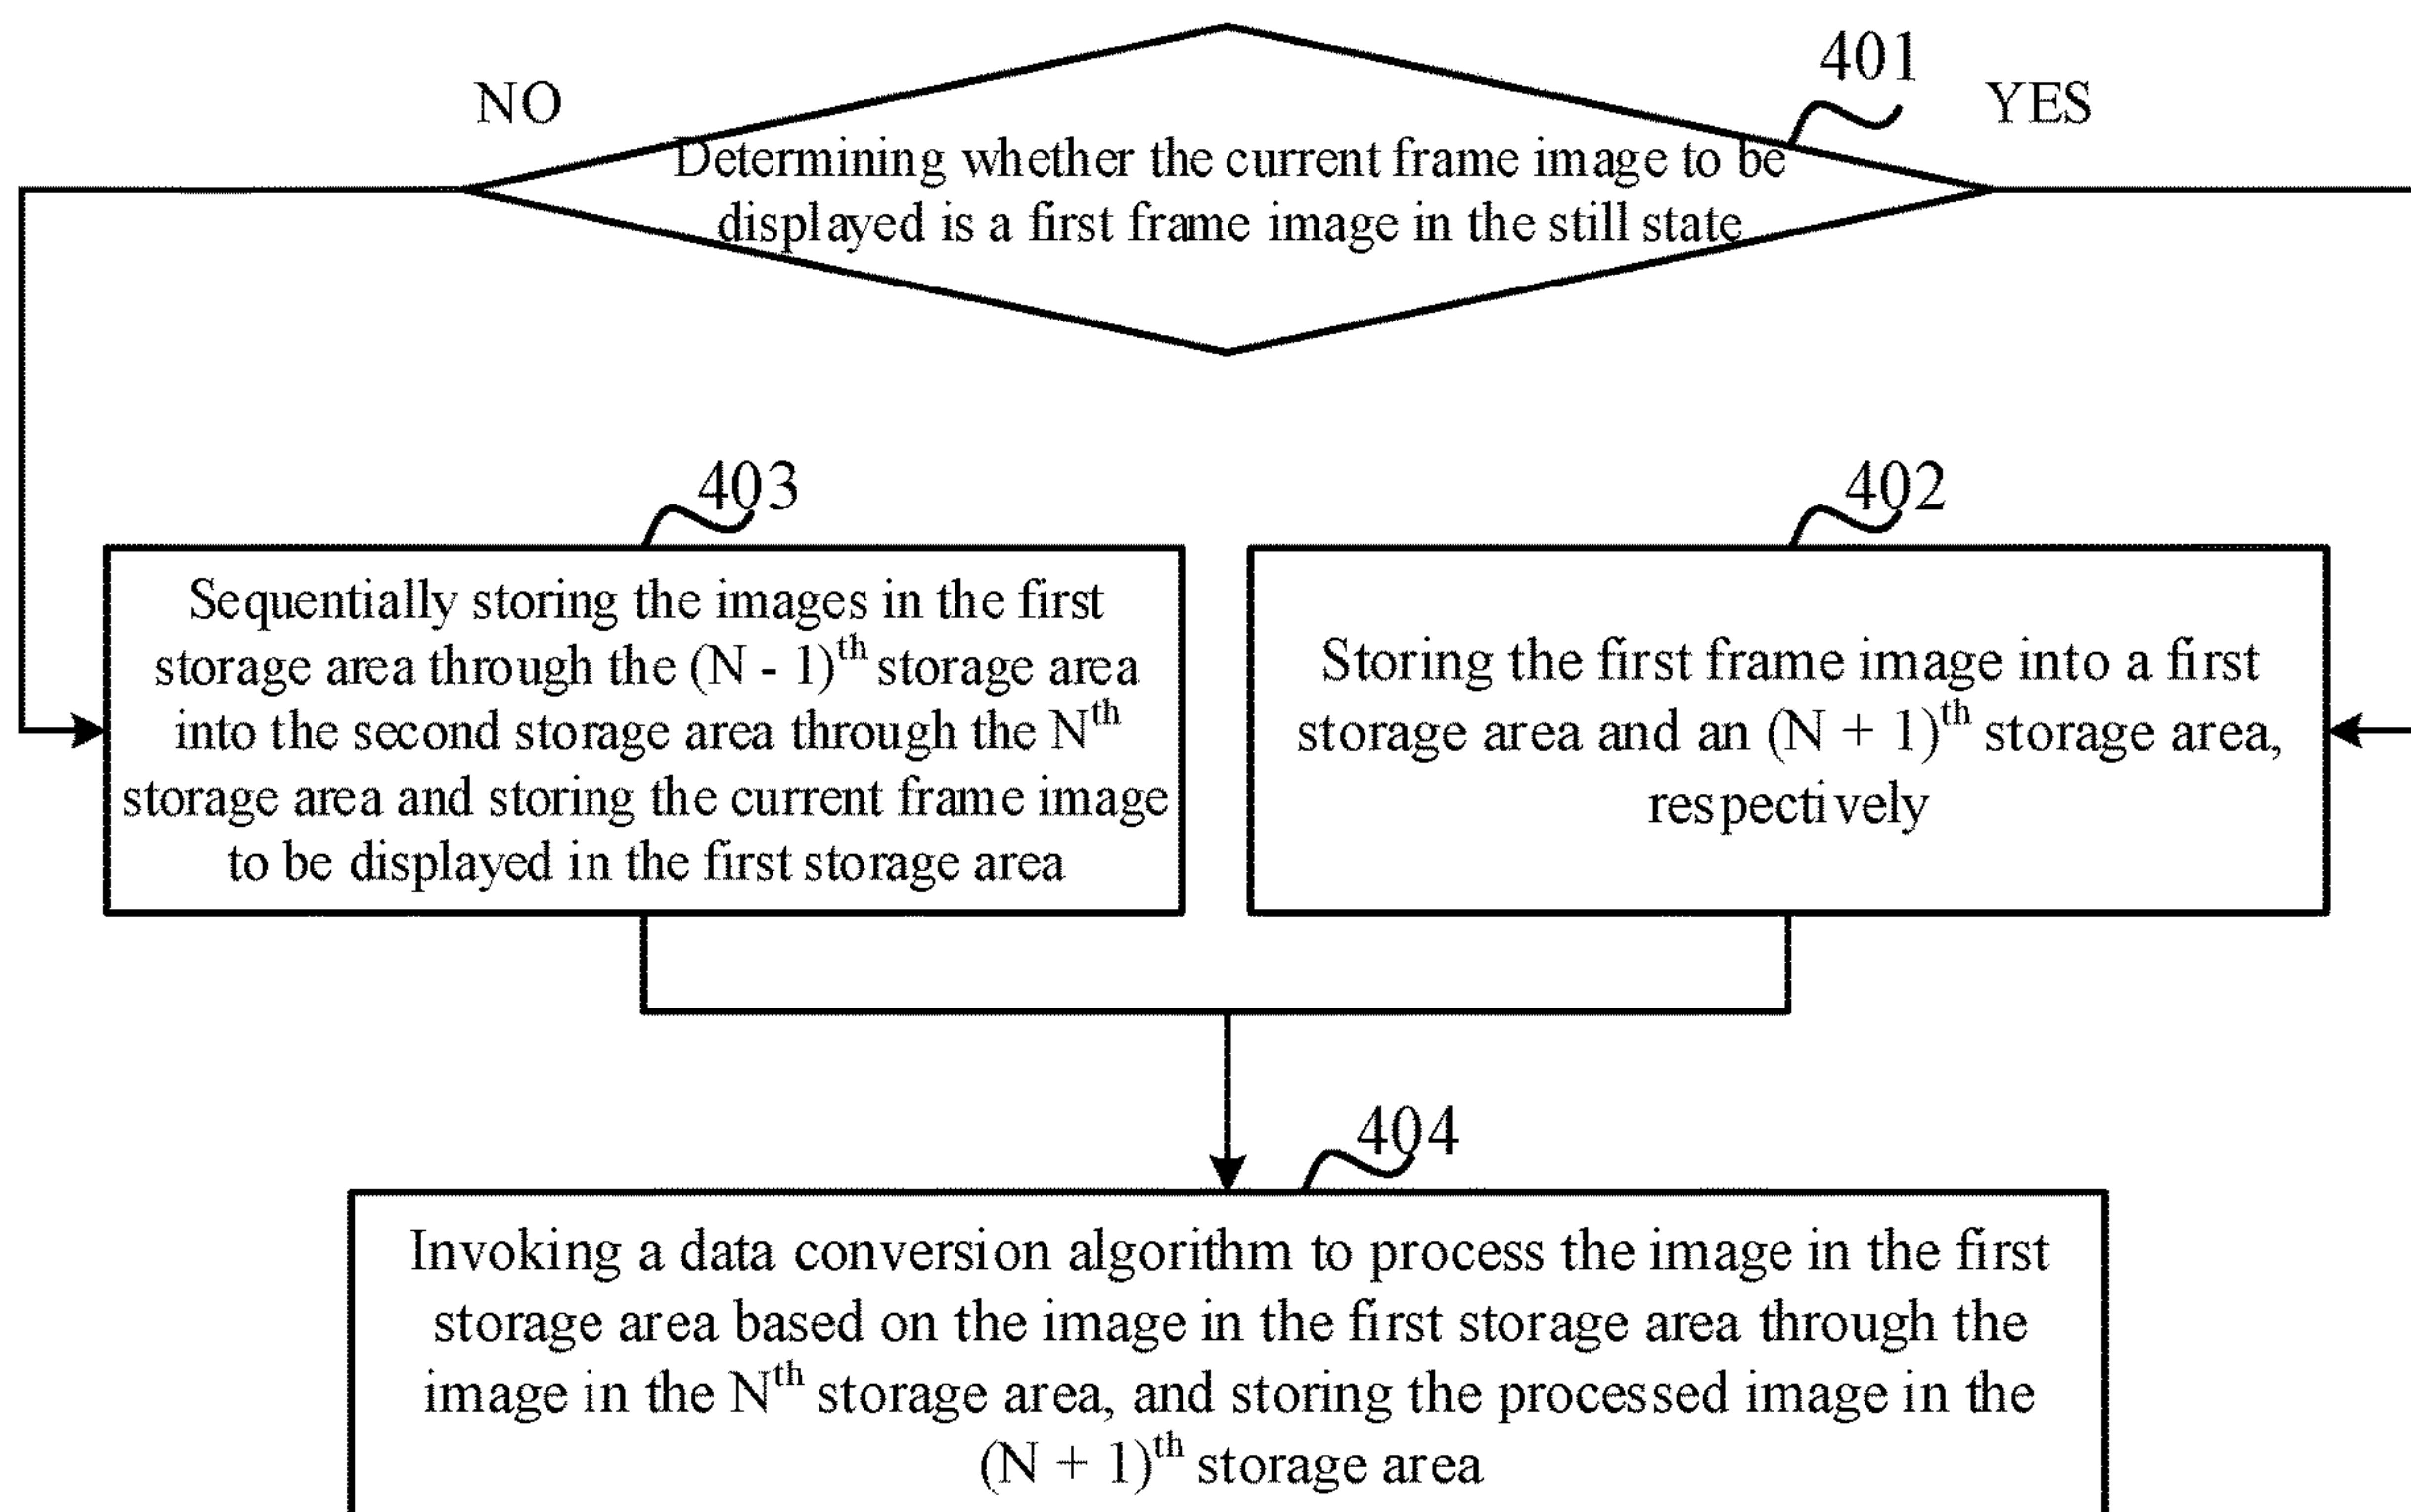 401
NO
YES
Determining whether the current frame image to be
displayed is a first frame image in the still state
403
Sequentially storing the images in the first
storage area through the (N - 1)th storage area
into the second storage area through the Nth
storage area and storing the current frame image
to be displayed in the first storage area
402
Storing the first frame image into a first
storage area and an (N + 1)th storage area,
respectively
404
Invoking a data conversion algorithm to process the image in the first
storage area based on the image in the first storage area through the
image in the Nth storage area, and storing the processed image in the
(N + 1)th storage area